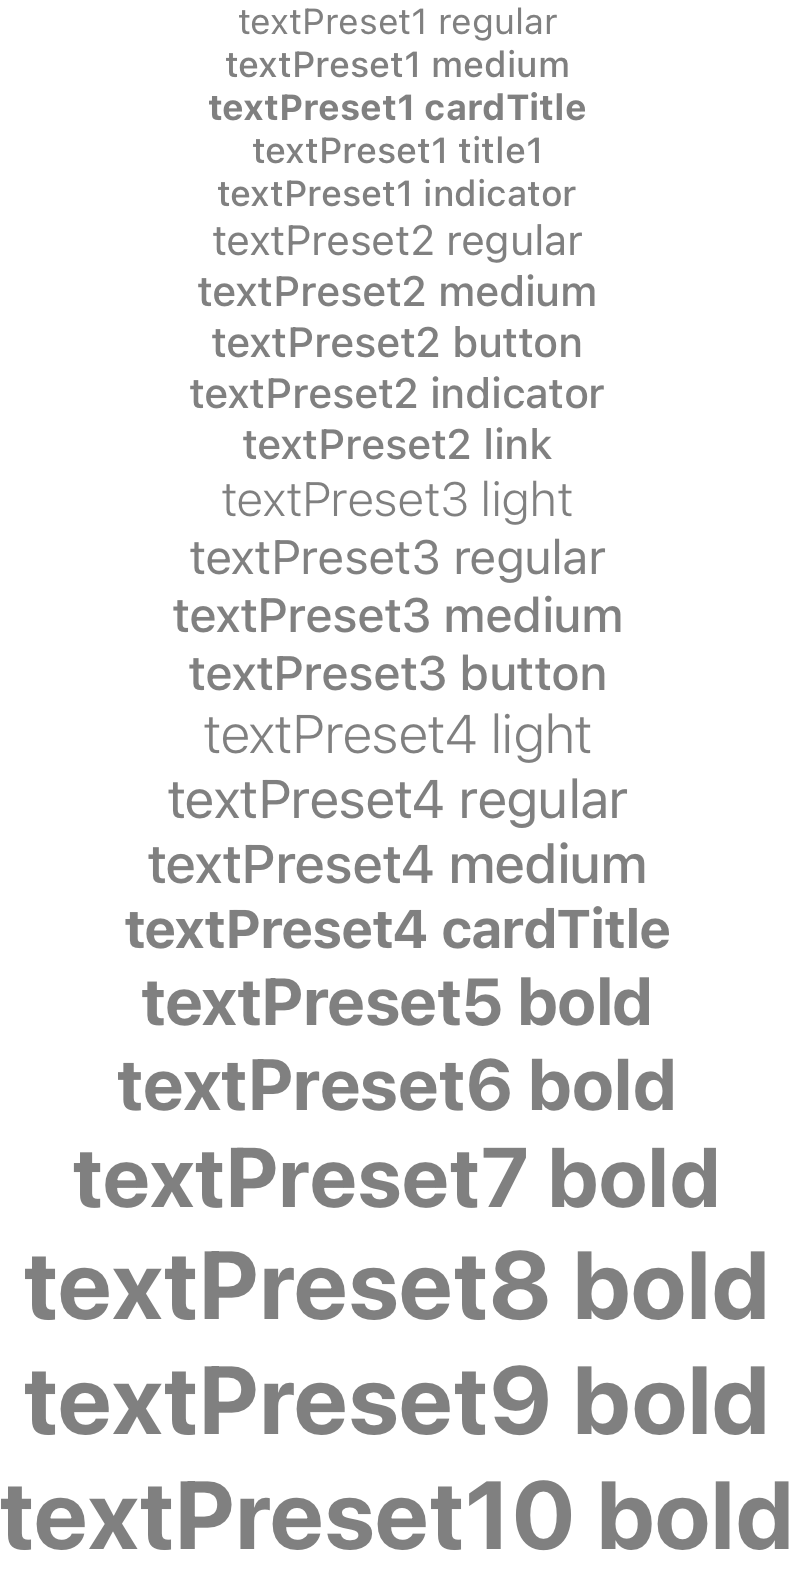 textPreset1 regular
textPreset1 medium
textPreset1 cardTitle
textPreset1 title1
textPreset1 indicator
textPreset2 regular
textPreset2 medium
textPreset2 button
textPreset2 indicator
textPreset2 link
textPreset3 light
textPreset3 regular
textPreset3 medium
textPreset3 button
textPreset4 light
textPreset4 regular
textPreset4 medium
textPreset4 cardTitle
textPreset5 bold
textPreset6 bold
textPreset7 bold
textPreset8 bold
textPreset9 bold
textPreset10 bold